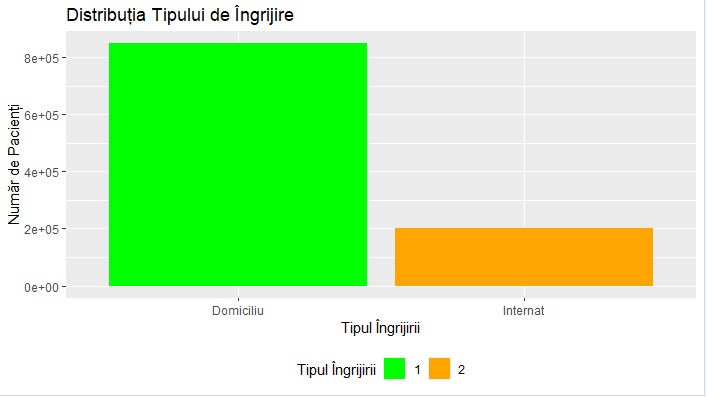 Distribuția Tipului de Îngrijire
Număr de Pacienți
8e+05
6e+05
4e+05
2e+05
0e+00
Domiciliu
Internat
Tipul Îngrijirii
Tipul Îngrijirii 1 2